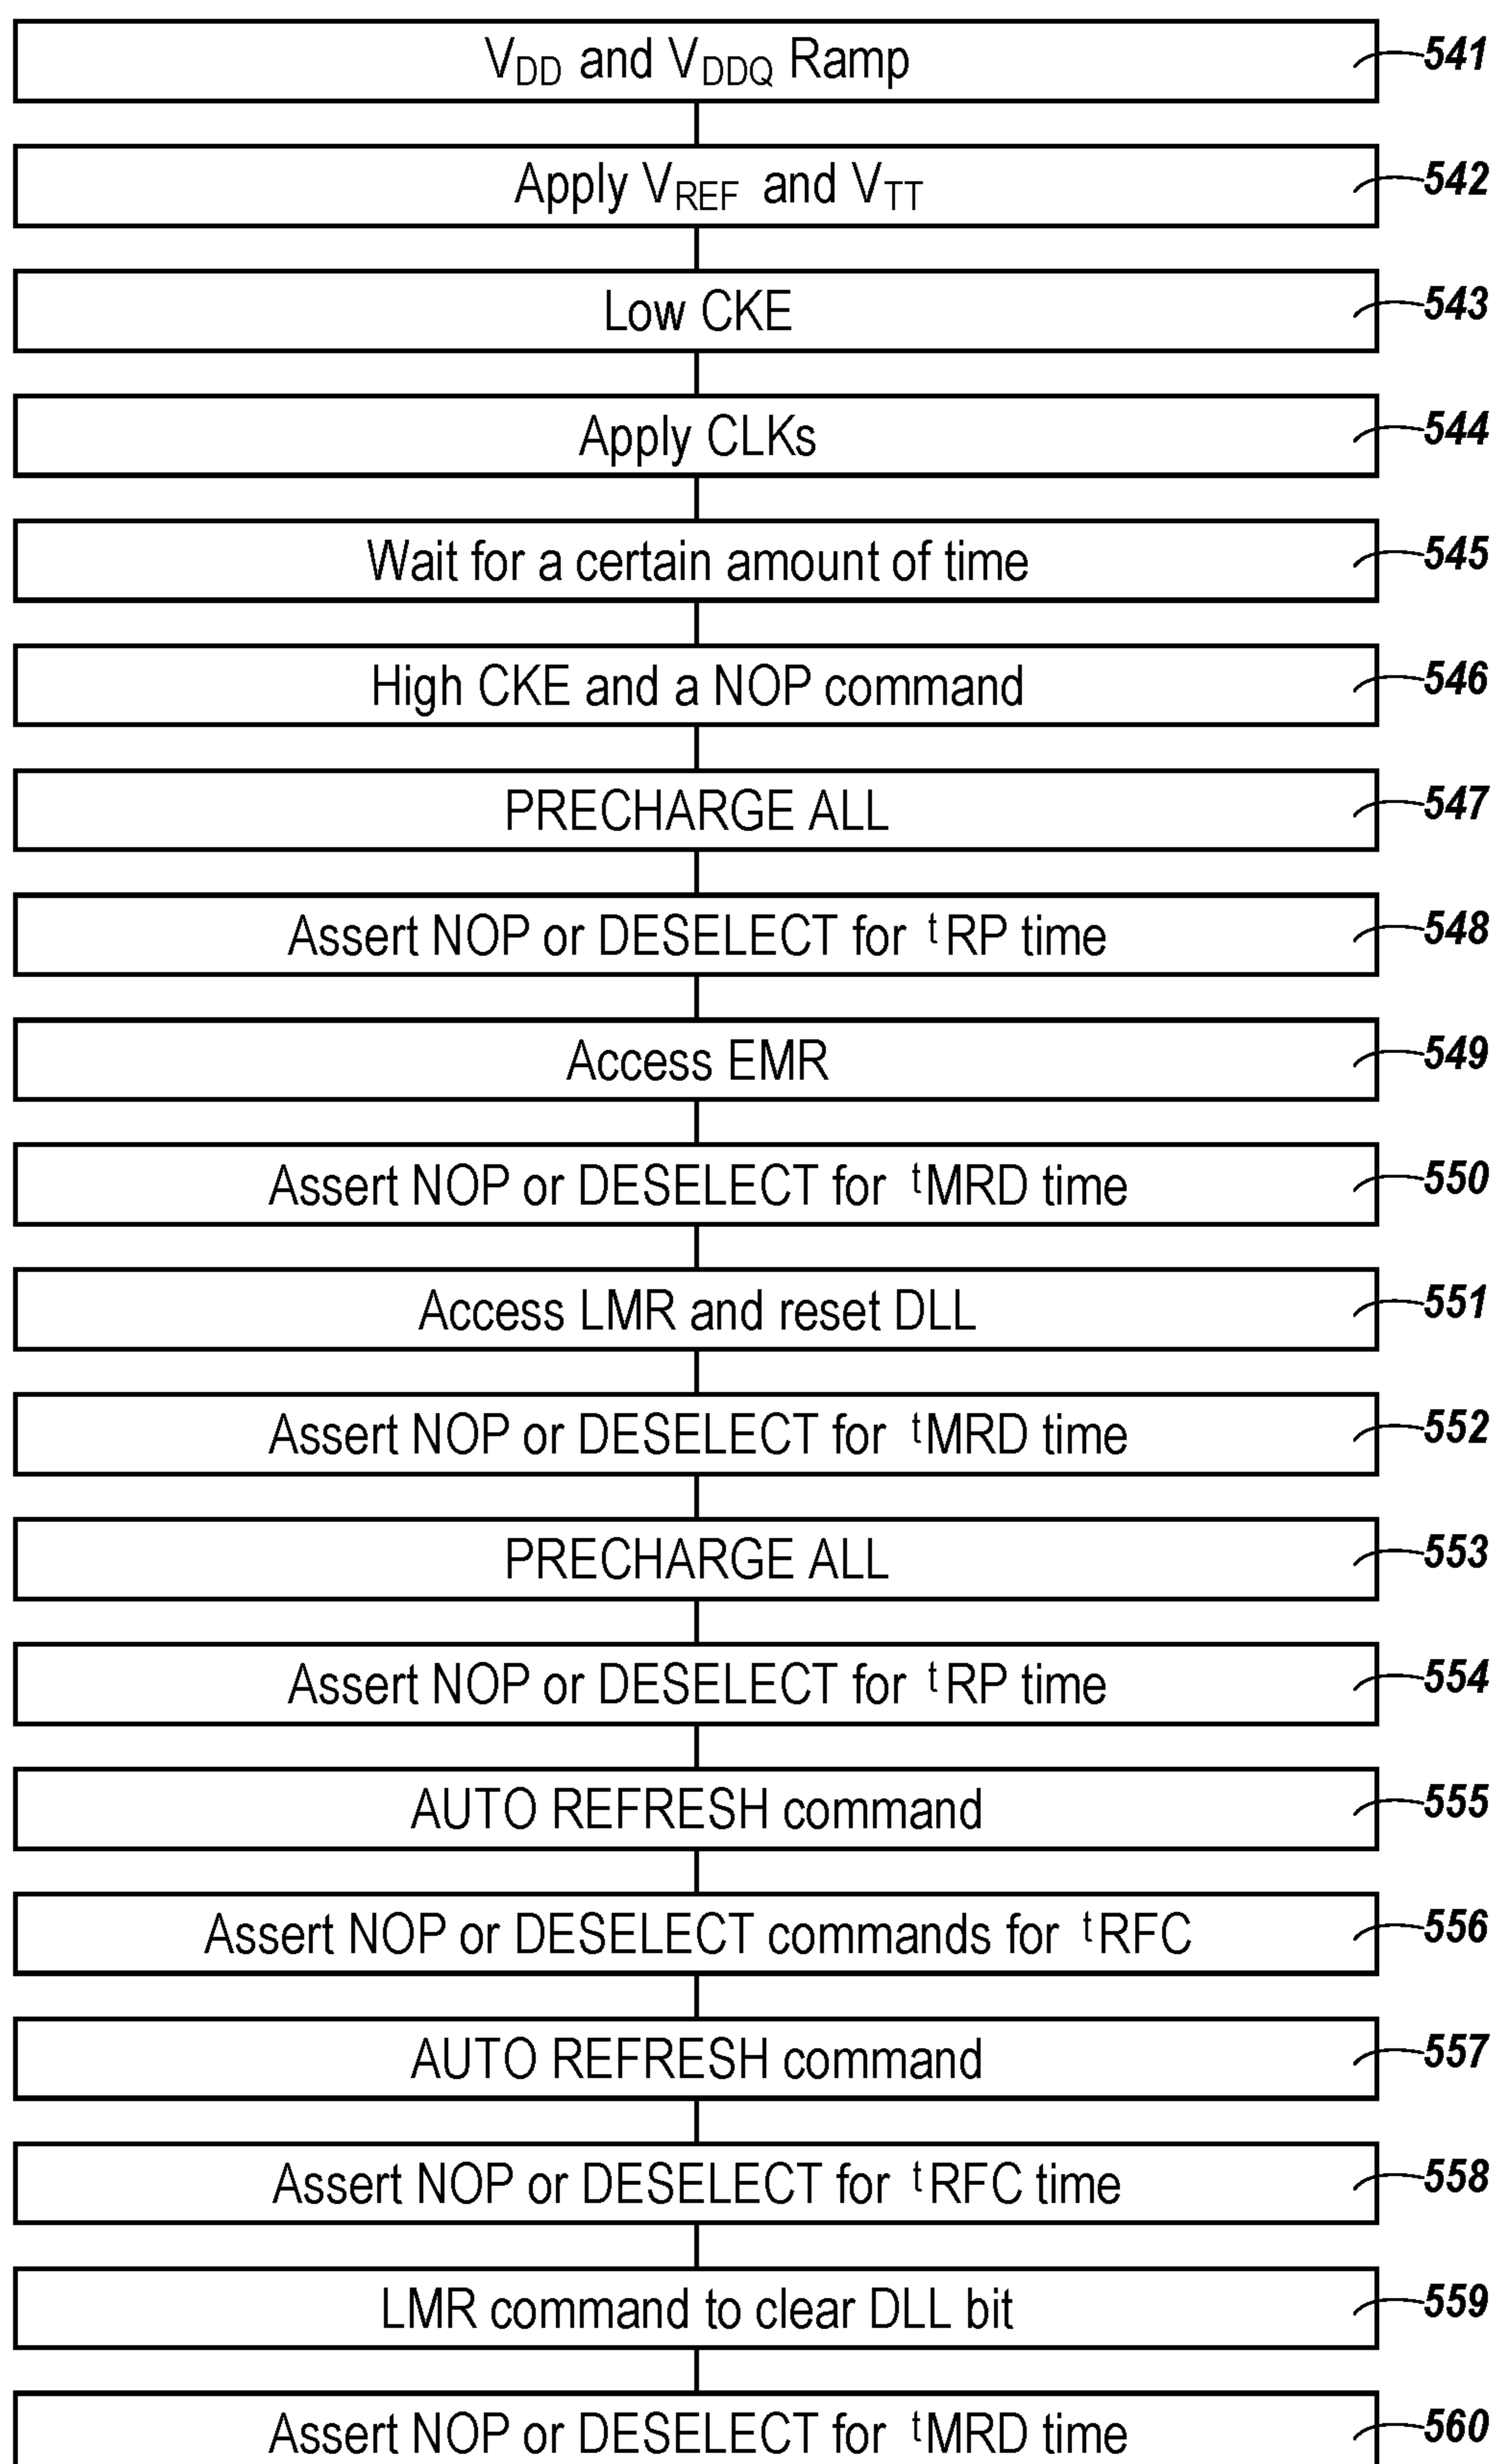 V_DD and V_DDQ Ramp 541
Apply V_REF and V_TT 542
Low CKE 543
Apply CLKs 544
Wait for a certain amount of time 545
High CKE and a NOP command 546
PRECHARGE ALL 547
Assert NOP or DESELECT for ᵗRP time 548
Access EMR 549
Assert NOP or DESELECT for ᵗMRD time 550
Access LMR and reset DLL 551
Assert NOP or DESELECT for ᵗMRD time 552
PRECHARGE ALL 553
Assert NOP or DESELECT for ᵗRP time 554
AUTO REFRESH command 555
Assert NOP or DESELECT commands for ᵗRFC 556
AUTO REFRESH command 557
Assert NOP or DESELECT for ᵗRFC time 558
LMR command to clear DLL bit 559
Assert NOP or DESELECT for ᵗMRD time 560